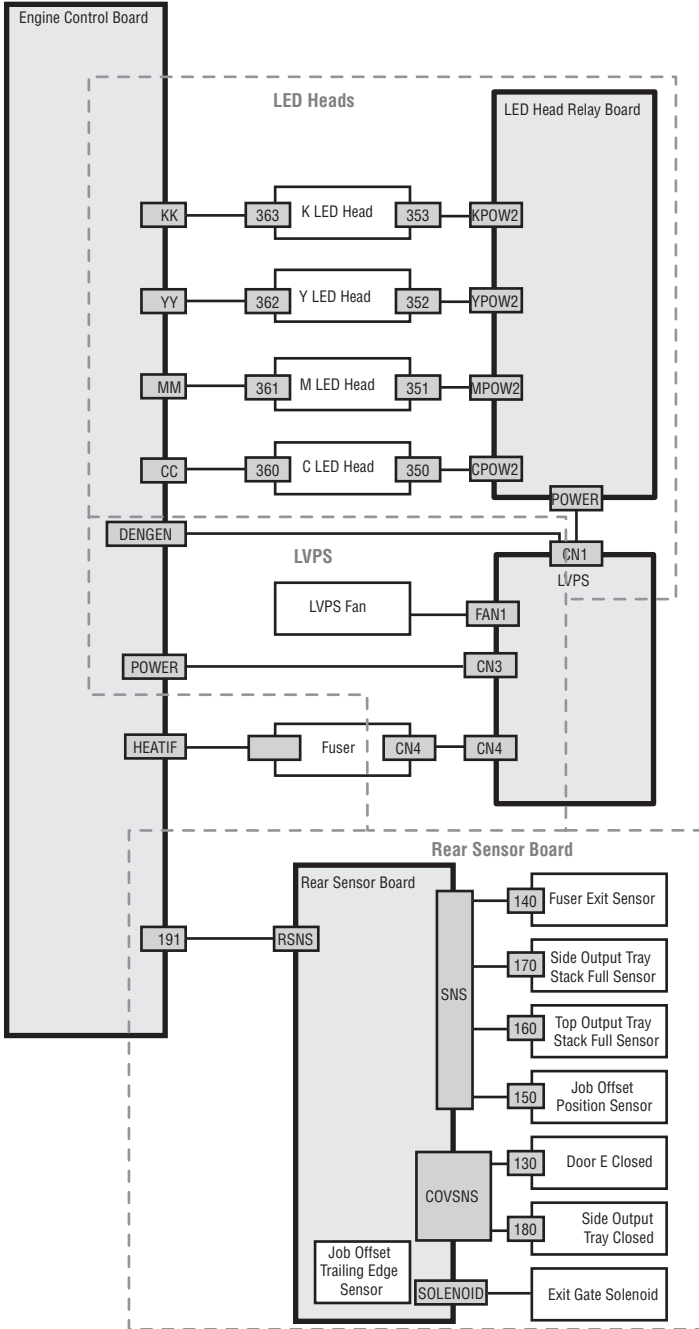 Engine Control Board
LED Heads
LED Head Relay Board
KK
363
K LED Head
353
KPOW2
YY
362
Y LED Head
352
YPOW2
MM
361
M LED Head
351
MPOW2
CC
360
C LED Head
350
CPOW2
POWER
DENGEN
LVPS
CN1
LVPS
LVPS Fan
FAN1
POWER
CN3
HEATIF
Fuser
CN4
CN4
Rear Sensor Board
Rear Sensor Board
191
RSNS
SNS
140
Fuser Exit Sensor
170
Side Output Tray
Stack Full Sensor
160
Top Output Tray
Stack Full Sensor
150
Job Offset
Position Sensor
COVSNS
130
Door E Closed
180
Side Output
Tray Closed
Job Offset
Trailing Edge
Sensor
SOLENOID
Exit Gate Solenoid